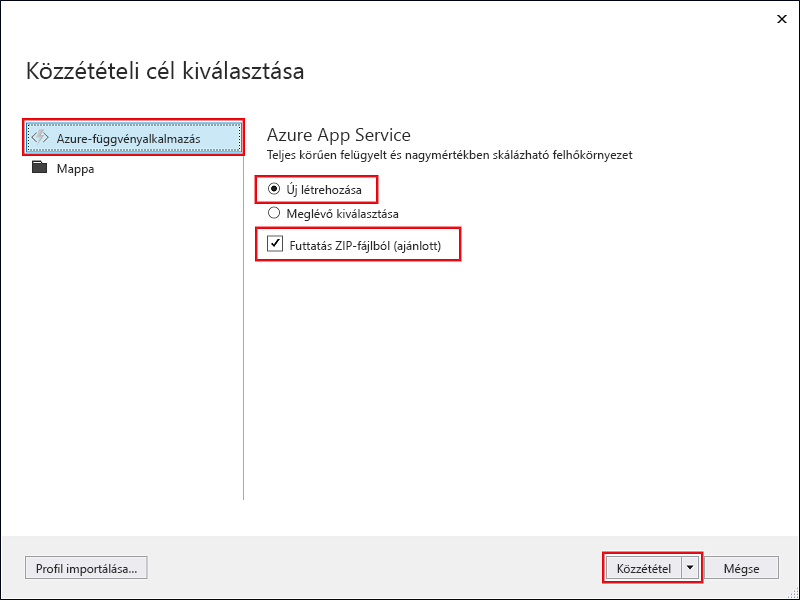 Közzétételi cél kiválasztása
Azure-függvényalkalmazás
Mappa
Azure App Service
Teljes körűen felügyelt és nagymértékben skálázható felhőkörnyezet
Új létrehozása
Meglévő kiválasztása
Futtatás ZIP-fájlból (ajánlott)
Profil importálása...
Közzététel
Mégse